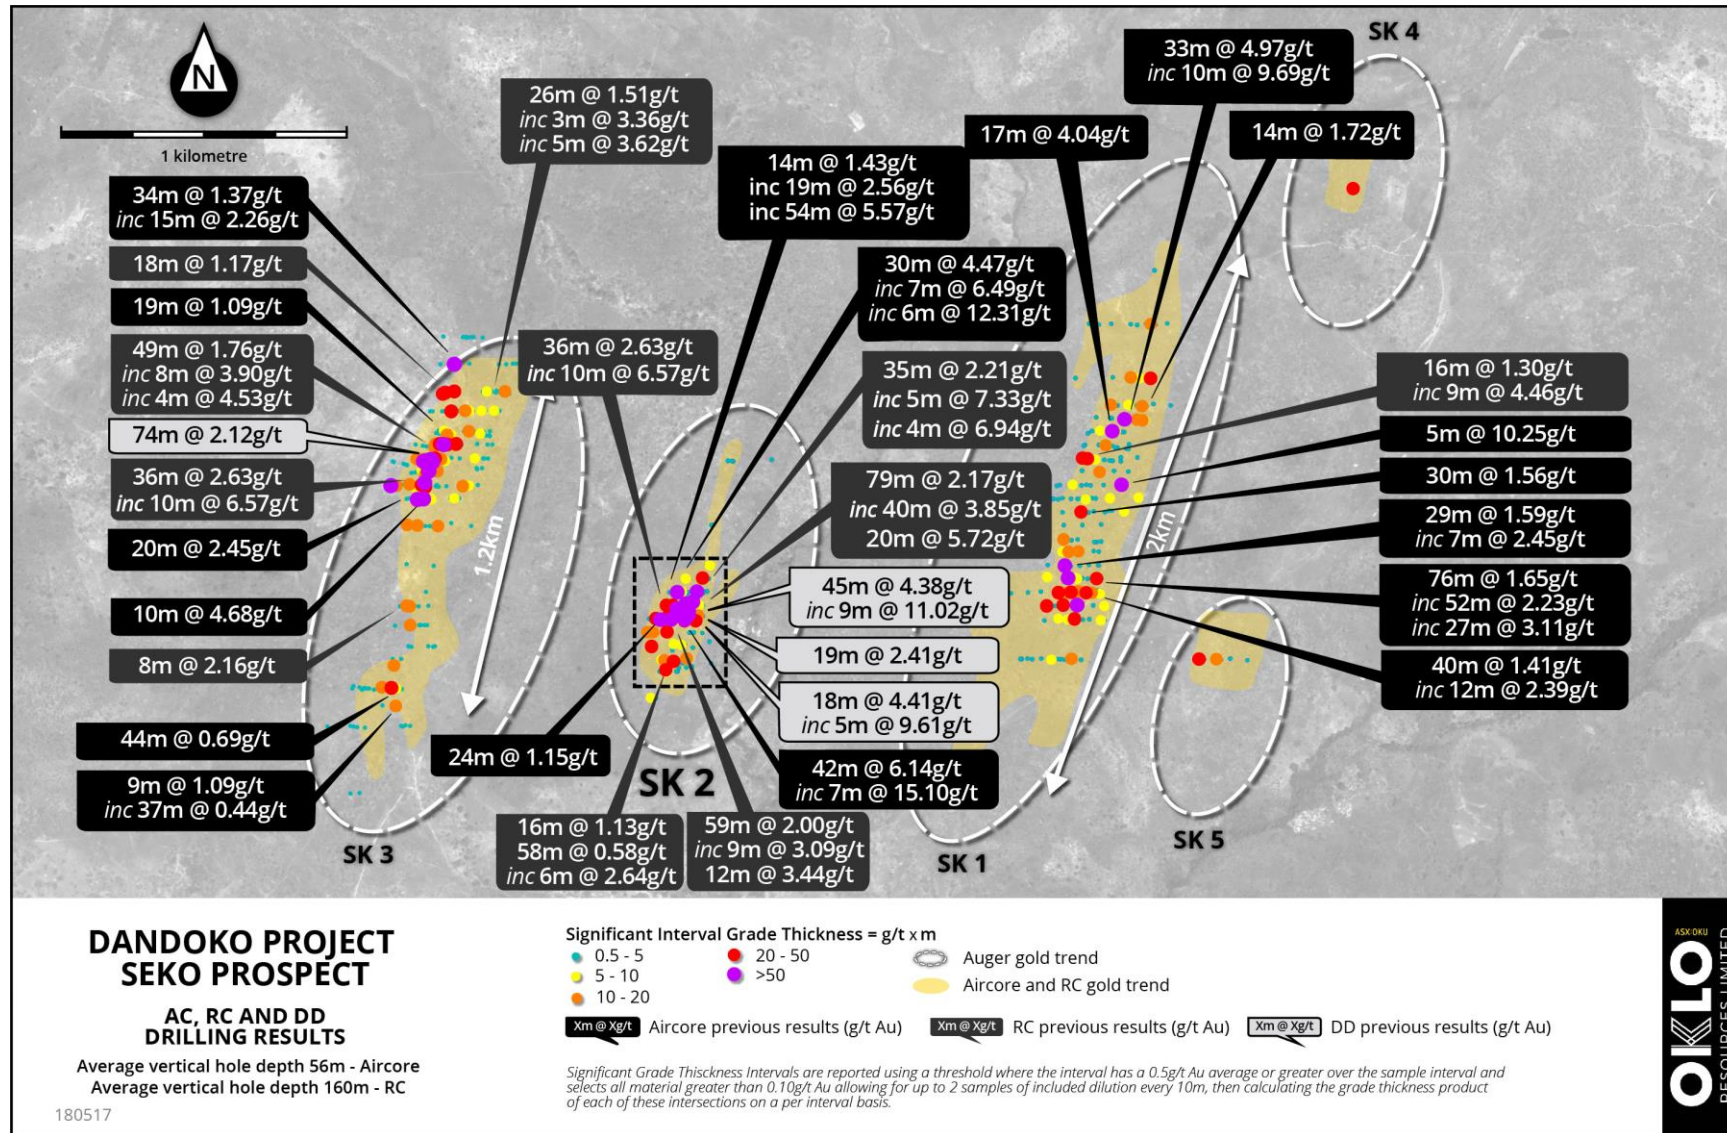 N
1 kilometre
SK 4
33m @ 4.97g/t
inc 10m @ 9.69g/t
17m @ 4.04g/t
14m @ 1.72g/t
26m @ 1.51g/t
inc 3m @ 3.36g/t
inc 5m @ 3.62g/t
14m @ 1.43g/t
inc 19m @ 2.56g/t
inc 54m @ 5.57g/t
34m @ 1.37g/t
inc 15m @ 2.26g/t
18m @ 1.17g/t
19m @ 1.09g/t
49m @ 1.76g/t
inc 8m @ 3.90g/t
inc 4m @ 4.53g/t
74m @ 2.12g/t
36m @ 2.63g/t
inc 10m @ 6.57g/t
20m @ 2.45g/t
10m @ 4.68g/t
8m @ 2.16g/t
44m @ 0.69g/t
9m @ 1.09g/t
inc 37m @ 0.44g/t
1.2km
SK 3
36m @ 2.63g/t
inc 10m @ 6.57g/t
30m @ 4.47g/t
inc 7m @ 6.49g/t
inc 6m @ 12.31g/t
35m @ 2.21g/t
inc 5m @ 7.33g/t
inc 4m @ 6.94g/t
79m @ 2.17g/t
inc 40m @ 3.85g/t
20m @ 5.72g/t
45m @ 4.38g/t
inc 9m @ 11.02g/t
19m @ 2.41g/t
18m @ 4.41g/t
inc 5m @ 9.61g/t
42m @ 6.14g/t
inc 7m @ 15.10g/t
24m @ 1.15g/t
SK 2
16m @ 1.13g/t
58m @ 0.58g/t
inc 6m @ 2.64g/t
59m @ 2.00g/t
inc 9m @ 3.09g/t
12m @ 3.44g/t
2km
SK 1
16m @ 1.30g/t
inc 9m @ 4.46g/t
5m @ 10.25g/t
30m @ 1.56g/t
29m @ 1.59g/t
inc 7m @ 2.45g/t
76m @ 1.65g/t
inc 52m @ 2.23g/t
inc 27m @ 3.11g/t
40m @ 1.41g/t
inc 12m @ 2.39g/t
SK 5
DANDOKO PROJECT
SEKO PROSPECT
AC, RC AND DD
DRILLING RESULTS
Average vertical hole depth 56m - Aircore
Average vertical hole depth 160m - RC
180517
Significant Interval Grade Thickness = g/t x m
0.5 - 5
5 - 10
10 - 20
20 - 50
>50
Auger gold trend
Aircore and RC gold trend
Xm @ Xg/t Aircore previous results (g/t Au)
Xm @ Xg/t RC previous results (g/t Au)
Xm @ Xg/t DD previous results (g/t Au)
Significant Grade Thisckness Intervals are reported using a threshold where the interval has a 0.5g/t Au average or greater over the sample interval and
selects all material greater than 0.10g/t Au allowing for up to 2 samples of included dilution every 10m, then calculating the grade thickness product
of each of these intersections on a per interval basis.
ASX:OKU
OKLO
RESOURCES LIMITED